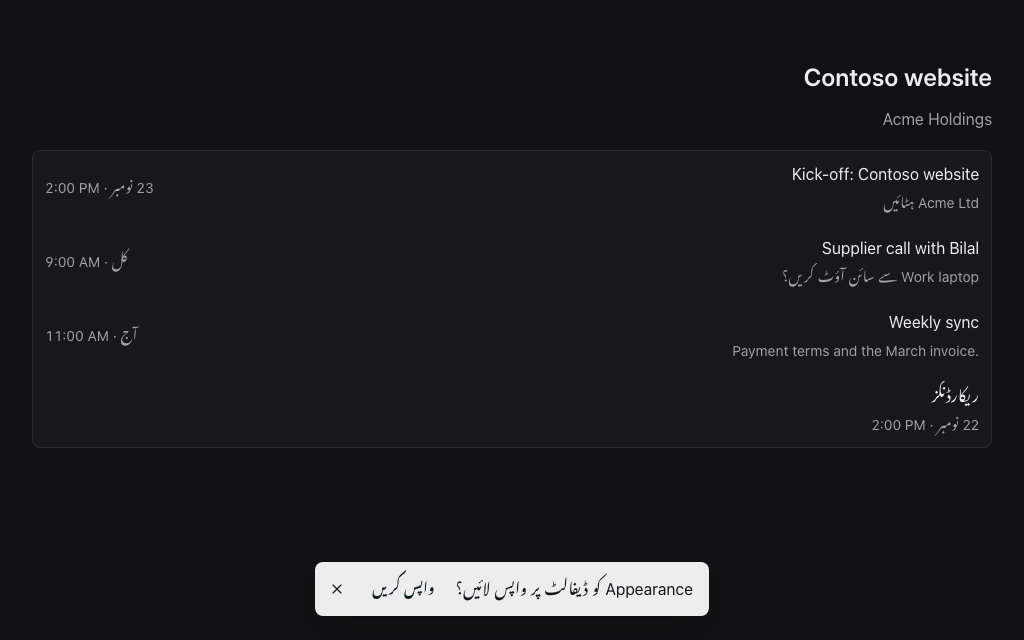 Contoso website
Acme Holdings
Kick-off: Contoso website
Acme Ltd ہٹائیں
23 نومبر · 2:00 PM
Supplier call with Bilal
Work laptop سے سائن آؤٹ کریں؟
کل · 9:00 AM
Weekly sync
Payment terms and the March invoice.
آج · 11:00 AM
ریکارڈنگز
22 نومبر · 2:00 PM
Appearance کو ڈیفالٹ پر واپس لائیں؟ واپس کریں